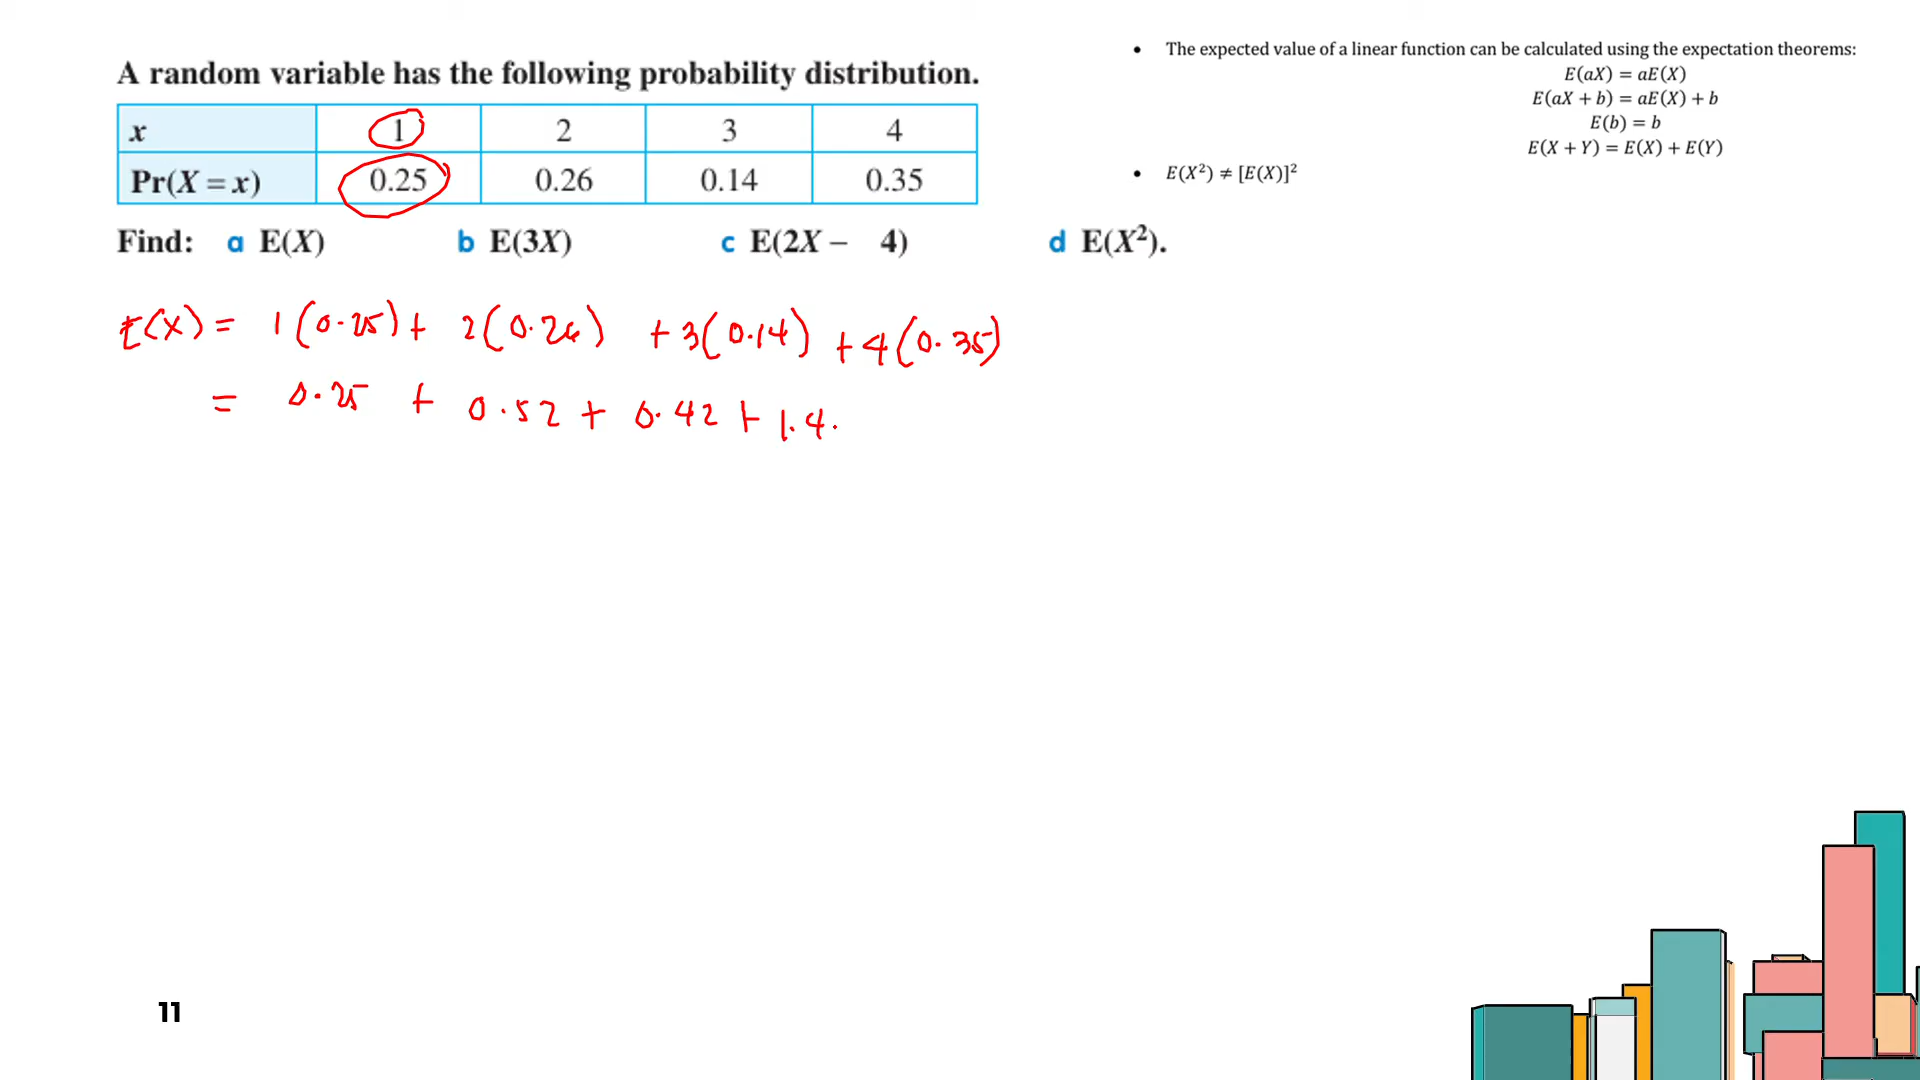 A random variable has the following probability distribution.
x 1 2 3 4
Pr(X = x) 0.25 0.26 0.14 0.35
Find: a E(X) b E(3X) c E(2X − 4) d E(X²).
E(X) = 1(0.25) + 2(0.26) + 3(0.14) + 4(0.35)
= 0.25 + 0.52 + 0.42 + 1.4.
• The expected value of a linear function can be calculated using the expectation theorems:
E(aX) = aE(X)
E(aX + b) = aE(X) + b
E(b) = b
E(X + Y) = E(X) + E(Y)
• E(X²) ≠ [E(X)]²
11